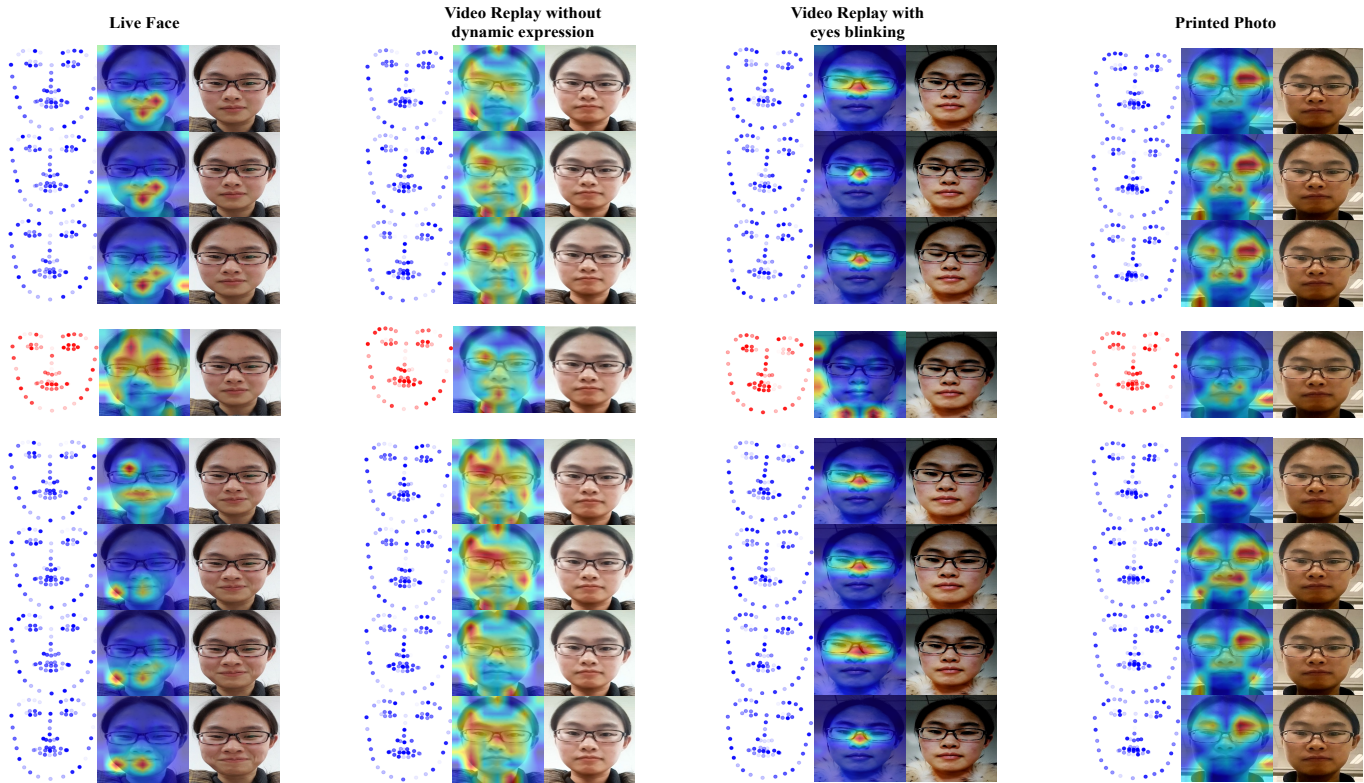 Live Face
Video Replay without
dynamic expression
Video Replay with
eyes blinking
Printed Photo